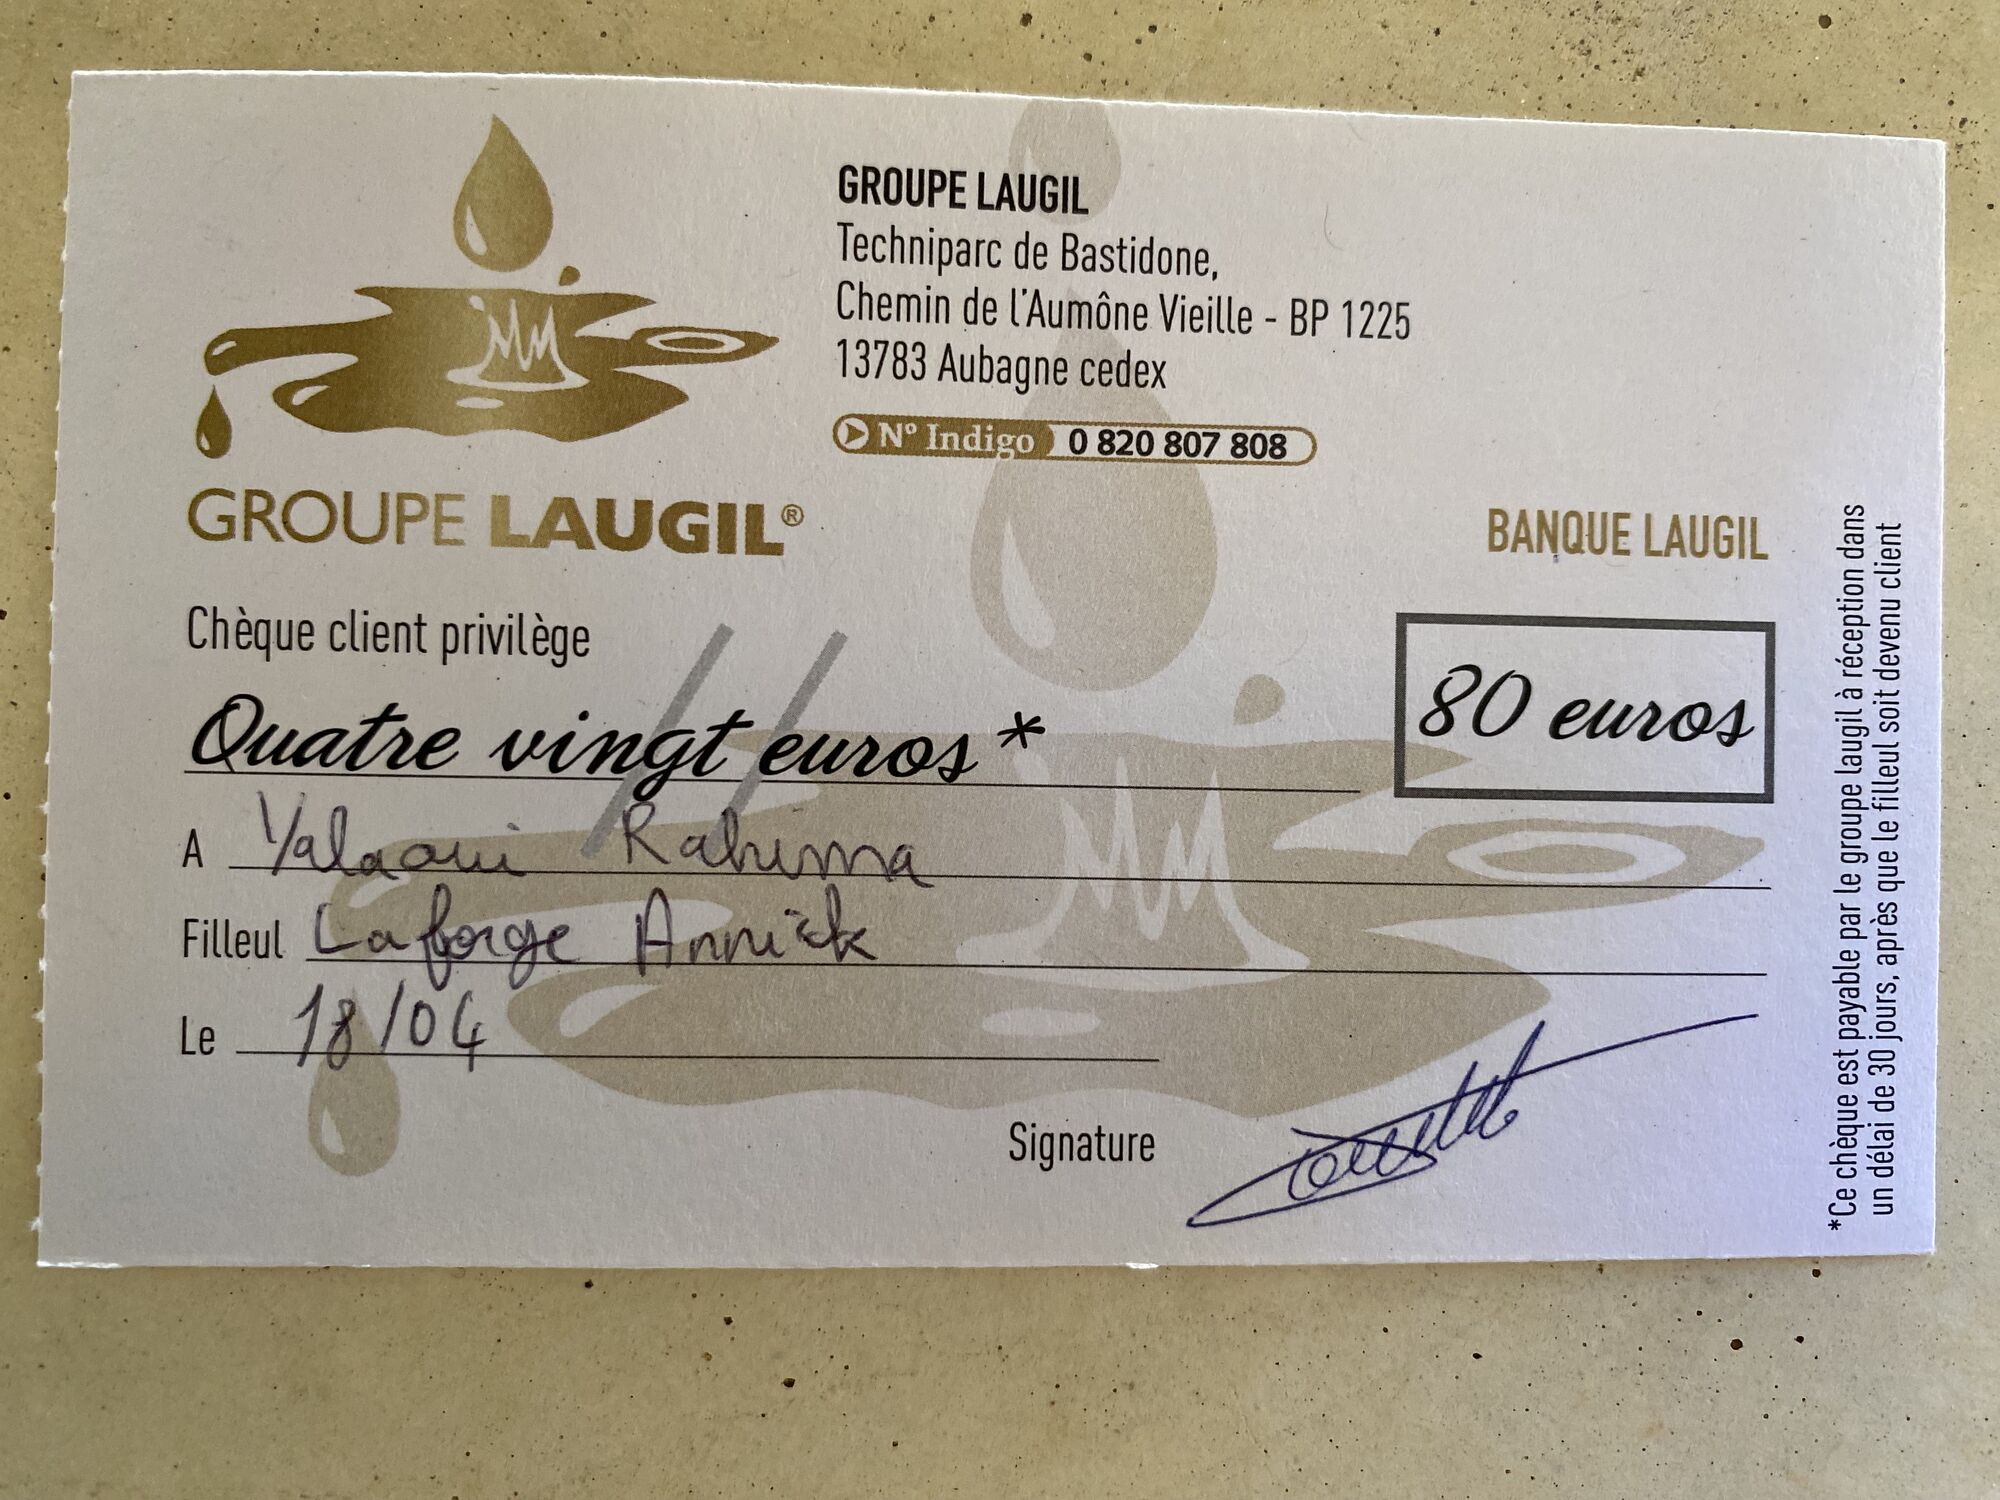 GROUPE LAUGIL
Techniparc de Bastidone,
Chemin de l'Aumône Vieille - BP 1225
13783 Aubagne cedex
N° Indigo 0 820 807 808
GROUPE LAUGIL®
BANQUE LAUGIL
Chèque client privilège
Quatre vingt euros *
80 euros
A Yalaoui Rahima
Filleul Laforge Annick
Le 18/04
Signature
*Ce chèque est payable par le groupe laugil à réception dans
un délai de 30 jours, après que le filleul soit devenu client